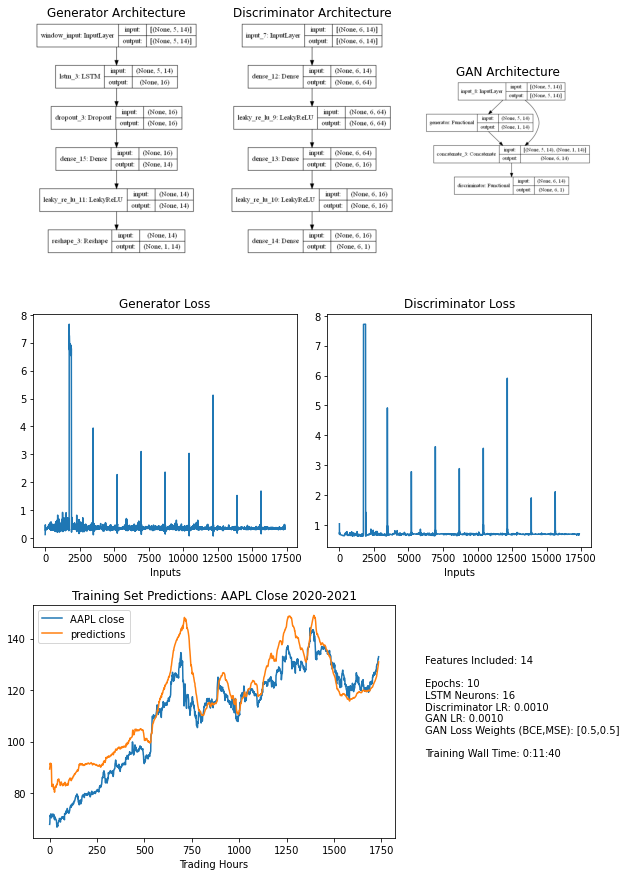 Generator Architecture
window_input: InputLayer input: [(None, 5, 14)]
output: [(None, 5, 14)]
lstm_3: LSTM input: (None, 5, 14)
output: (None, 16)
dropout_3: Dropout input: (None, 16)
output: (None, 16)
dense_15: Dense input: (None, 16)
output: (None, 14)
leaky_re_lu_11: LeakyReLU input: (None, 14)
output: (None, 14)
reshape_3: Reshape input: (None, 14)
output: (None, 1, 14)
Discriminator Architecture
input_7: InputLayer input: [(None, 6, 14)]
output: [(None, 6, 14)]
dense_12: Dense input: (None, 6, 14)
output: (None, 6, 64)
leaky_re_lu_9: LeakyReLU input: (None, 6, 64)
output: (None, 6, 64)
dense_13: Dense input: (None, 6, 64)
output: (None, 6, 16)
leaky_re_lu_10: LeakyReLU input: (None, 6, 16)
output: (None, 6, 16)
dense_14: Dense input: (None, 6, 16)
output: (None, 6, 1)
GAN Architecture
input_8: InputLayer input: [(None, 5, 14)]
output: [(None, 5, 14)]
generator: Functional input: (None, 5, 14)
output: (None, 1, 14)
concatenate_3: Concatenate input: [(None, 5, 14), (None, 1, 14)]
output: (None, 6, 14)
discriminator: Functional input: (None, 6, 14)
output: (None, 6, 1)
Generator Loss
8
7
6
5
4
3
2
1
0
0 2500 5000 7500 10000 12500 15000 17500
Inputs
Discriminator Loss
8
7
6
5
4
3
2
1
0 2500 5000 7500 10000 12500 15000 17500
Inputs
Training Set Predictions: AAPL Close 2020-2021
AAPL close
predictions
140
120
100
80
0 250 500 750 1000 1250 1500 1750
Trading Hours
Features Included: 14
Epochs: 10
LSTM Neurons: 16
Discriminator LR: 0.0010
GAN LR: 0.0010
GAN Loss Weights (BCE,MSE): [0.5,0.5]
Training Wall Time: 0:11:40